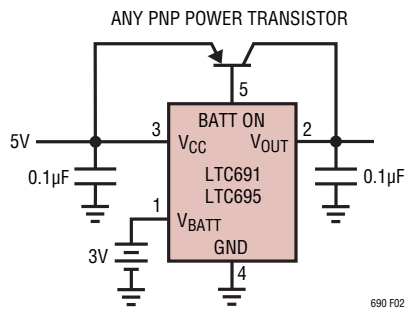 ANY PNP POWER TRANSISTOR
5
BATT ON
5V
3
VCC
VOUT
2
0.1µF
LTC691
LTC695
0.1µF
1
VBATT
3V
GND
4
690 F02